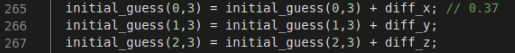 265 initial_guess(0,3) = initial_guess(0,3) + diff_x; // 0.37
266 initial_guess(1,3) = initial_guess(1,3) + diff_y;
267 initial_guess(2,3) = initial_guess(2,3) + diff_z;